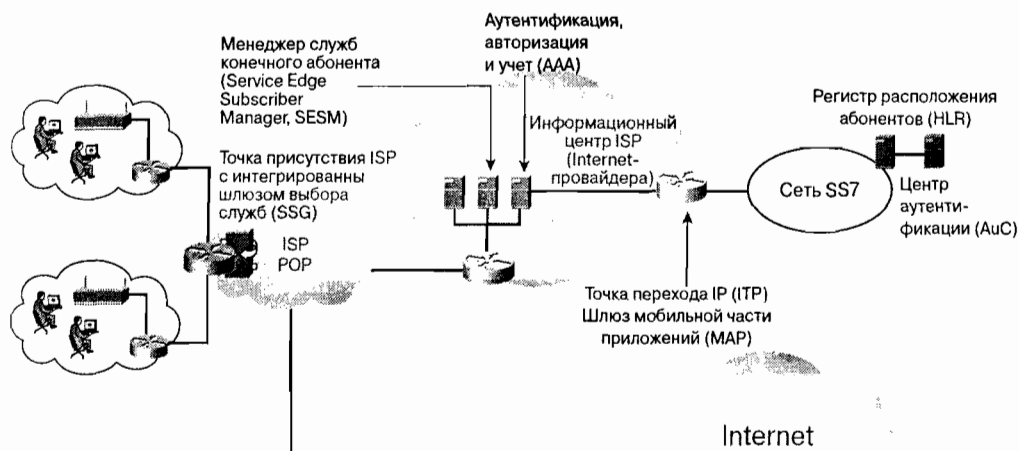 Менеджер служб
конечного абонента
(Service Edge
Subscriber
Manager, SESM)
Аутентификация,
авторизация
и учет (AAA)
Точка присутствия ISP
с интегрированны
шлюзом выбора
служб (SSG)
ISP
POP
Информационный
центр ISP
(Internet-
провайдера)
Регистр расположения
абонентов (HLR)
Сеть SS7
Центр
аутенти-
фикации (AuC)
Точка перехода IP (ITP)
Шлюз мобильной части
приложений (MAP)
Internet